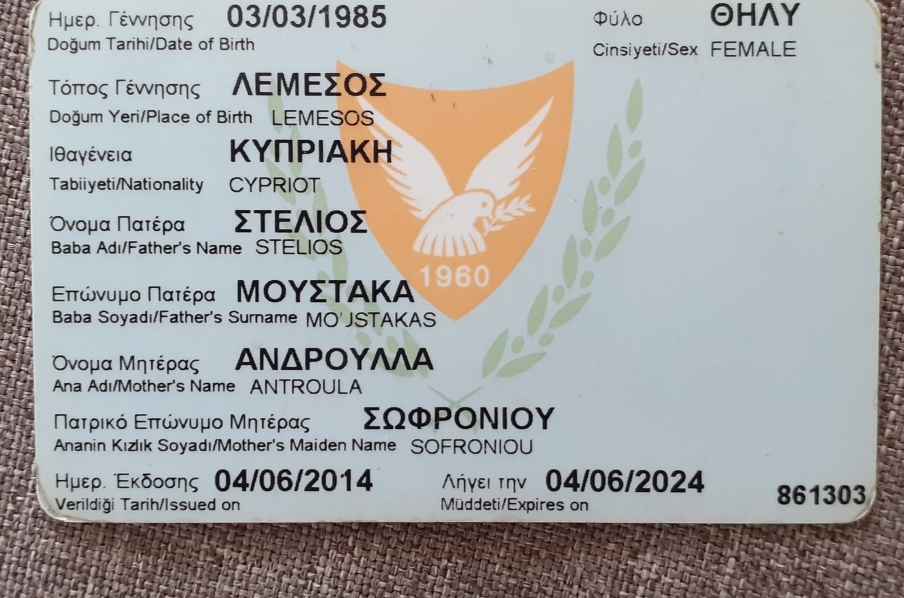 Ημερ. Γέννησης 03/03/1985 Φύλο ΘΗΛΥ
Doğum Tarihi/Date of Birth Cinsiyeti/Sex FEMALE
Τόπος Γέννησης ΛΕΜΕΣΟΣ
Doğum Yeri/Place of Birth LEMESOS
Ιθαγένεια ΚΥΠΡΙΑΚΗ
Tabiiyeti/Nationality CYPRIOT
Όνομα Πατέρα ΣΤΕΛΙΟΣ
Baba Adı/Father's Name STELIOS
1960
Επώνυμο Πατέρα ΜΟΥΣΤΑΚΑ
Baba Soyadı/Father's Surname MO'JSTAKAS
Όνομα Μητέρας ΑΝΔΡΟΥΛΛΑ
Ana Adı/Mother's Name ANTROULA
Πατρικό Επώνυμο Μητέρας ΣΩΦΡΟΝΙΟΥ
Ananin Kızlık Soyadı/Mother's Maiden Name SOFRONIOU
Ημερ. Έκδοσης 04/06/2014 Λήγει την 04/06/2024
Verildiği Tarih/Issued on Müddeti/Expires on
861303